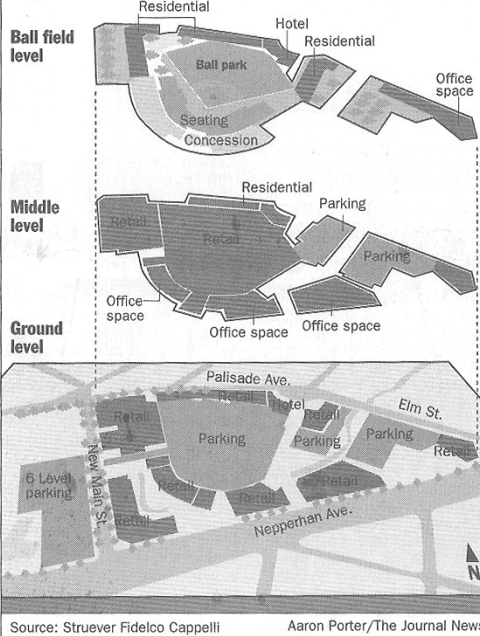 Residential
Hotel
Ball field
level
Residential
Ball park
Office
space
Seating
Concession
Residential
Middle
level
Parking
Retail
Retail
Parking
Office
space
Office space
Office space
Ground
level
Palisade Ave.
Retail
Hotel
Elm St.
Retail
Retail
Parking
Parking
Parking
Retail
New Main St.
6 Level
parking
Retail
Retail
Retail
Retail
Nepperhan Ave.
N
Source: Struever Fidelco Cappelli
Aaron Porter/The Journal News